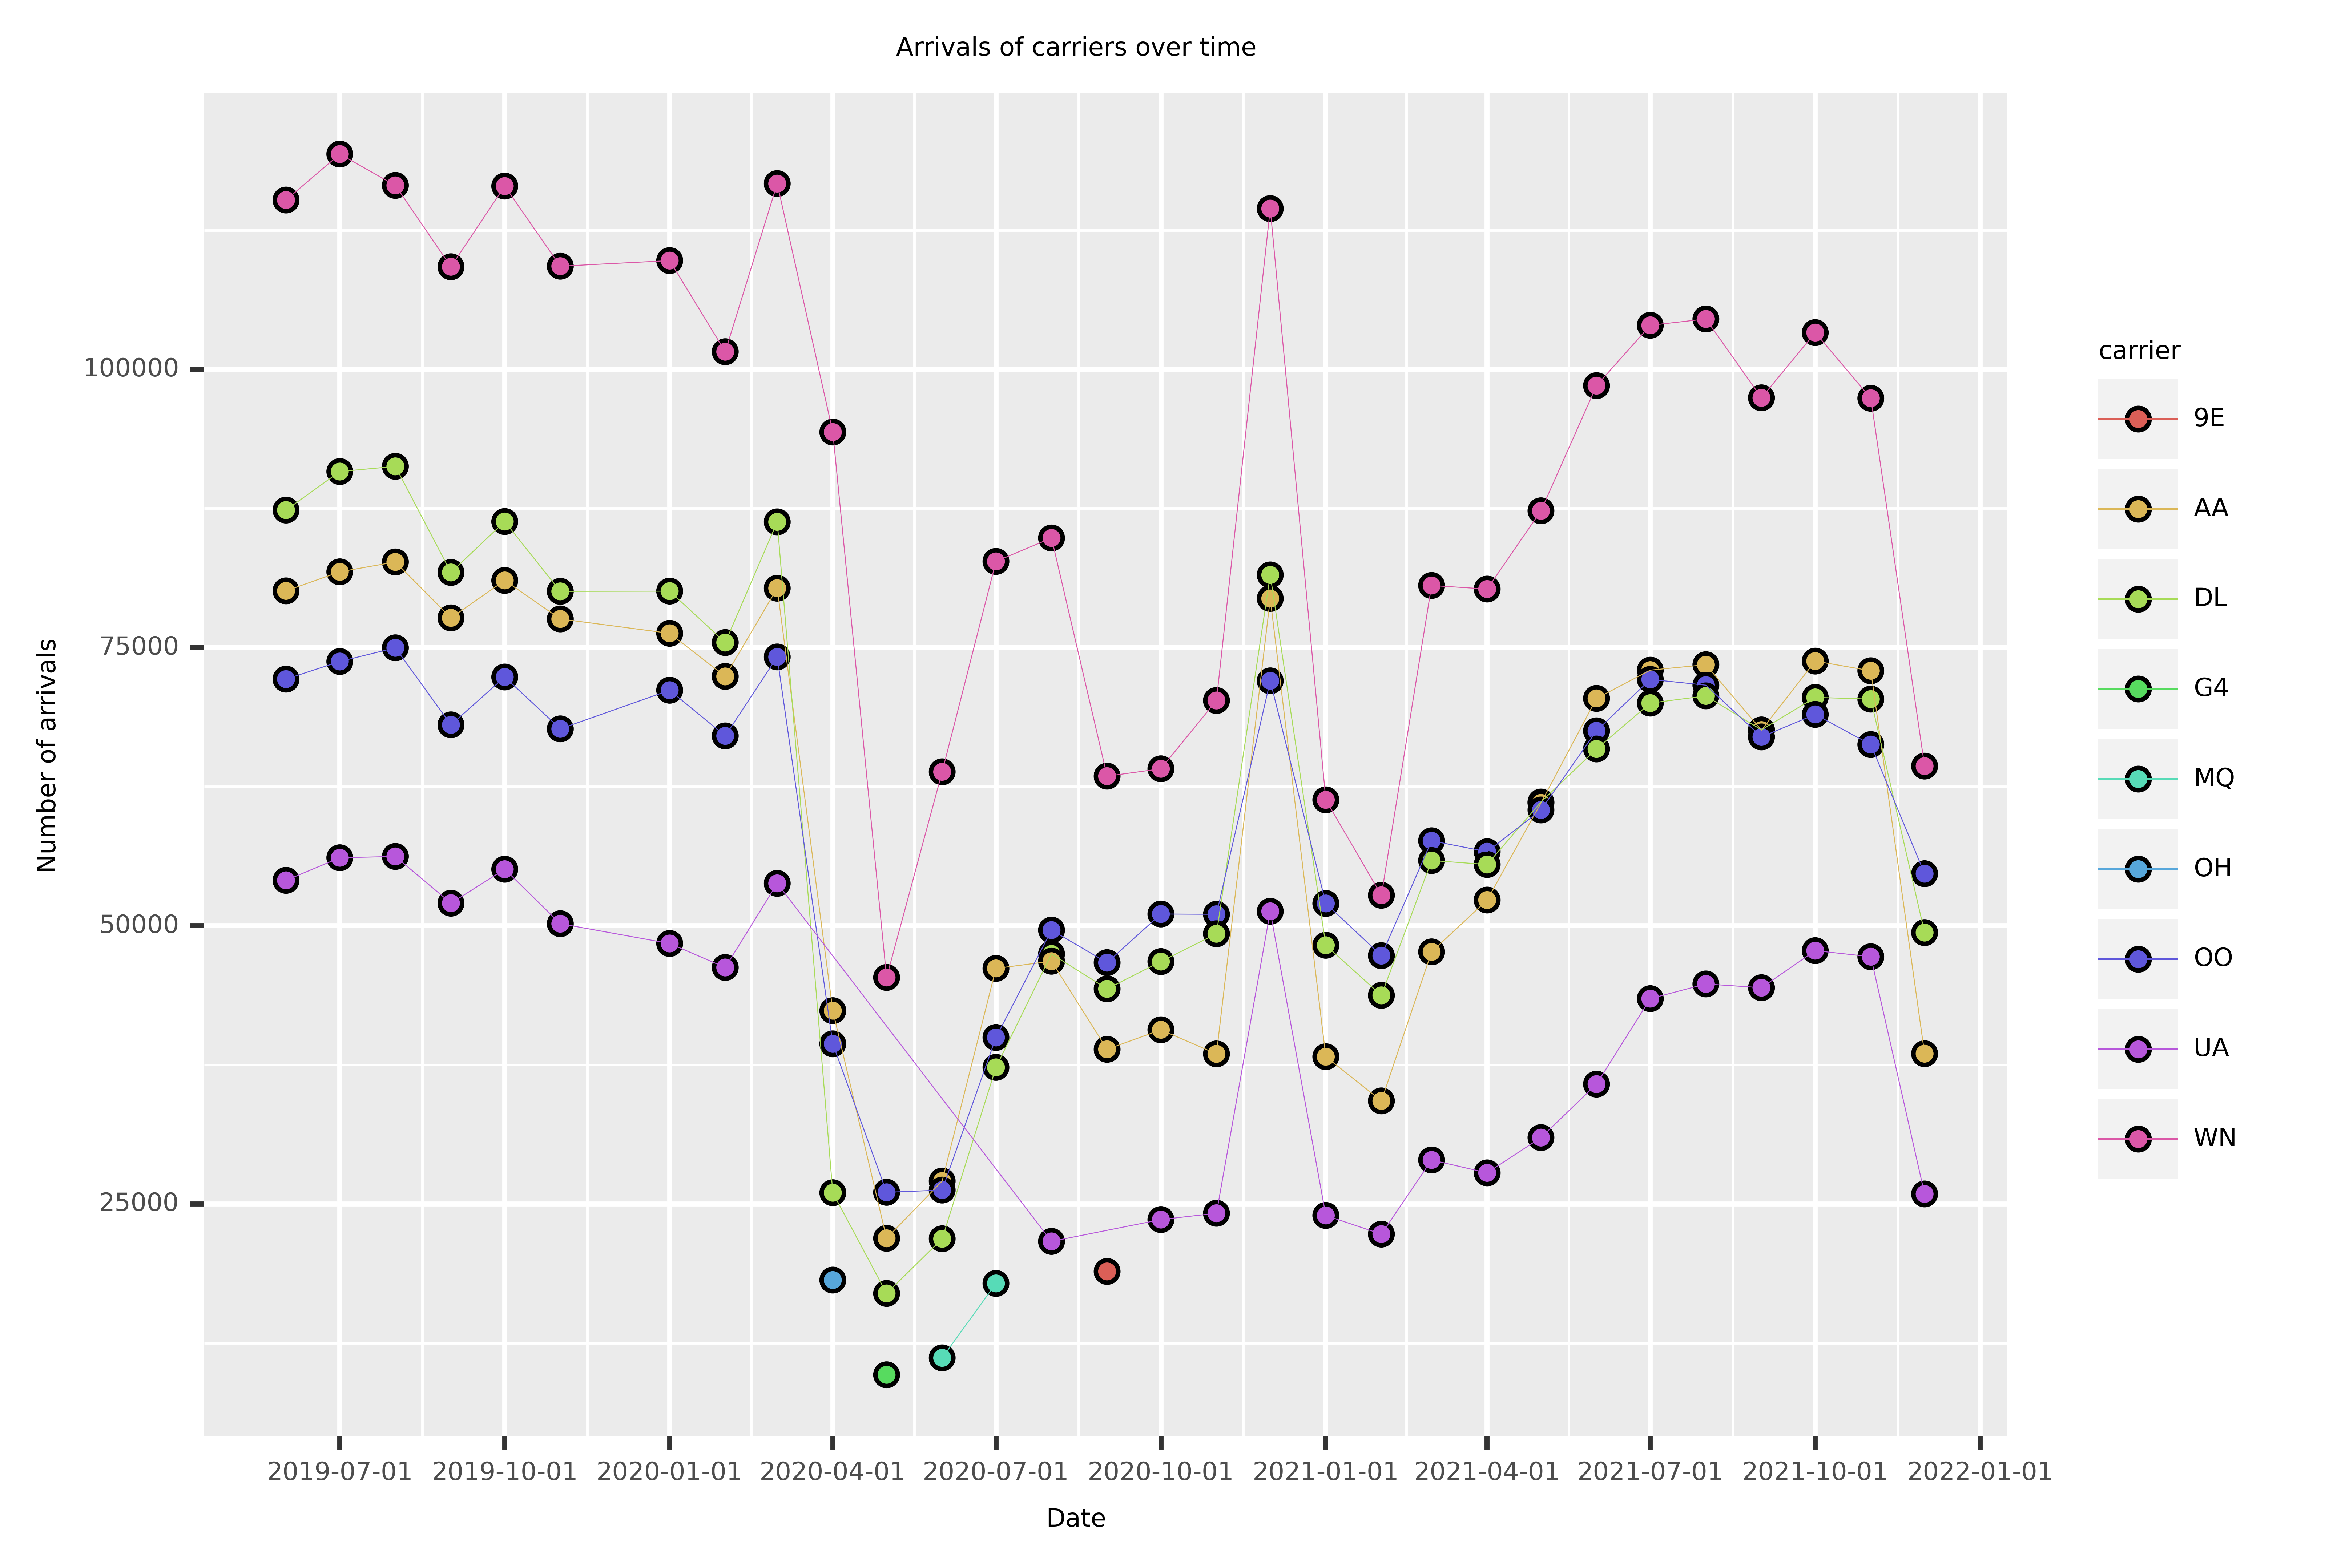 Arrivals of carriers over time
Number of arrivals
100000
75000
50000
25000
2019-07-01 2019-10-01 2020-01-01 2020-04-01 2020-07-01 2020-10-01 2021-01-01 2021-04-01 2021-07-01 2021-10-01 2022-01-01
Date
carrier
9E
AA
DL
G4
MQ
OH
OO
UA
WN